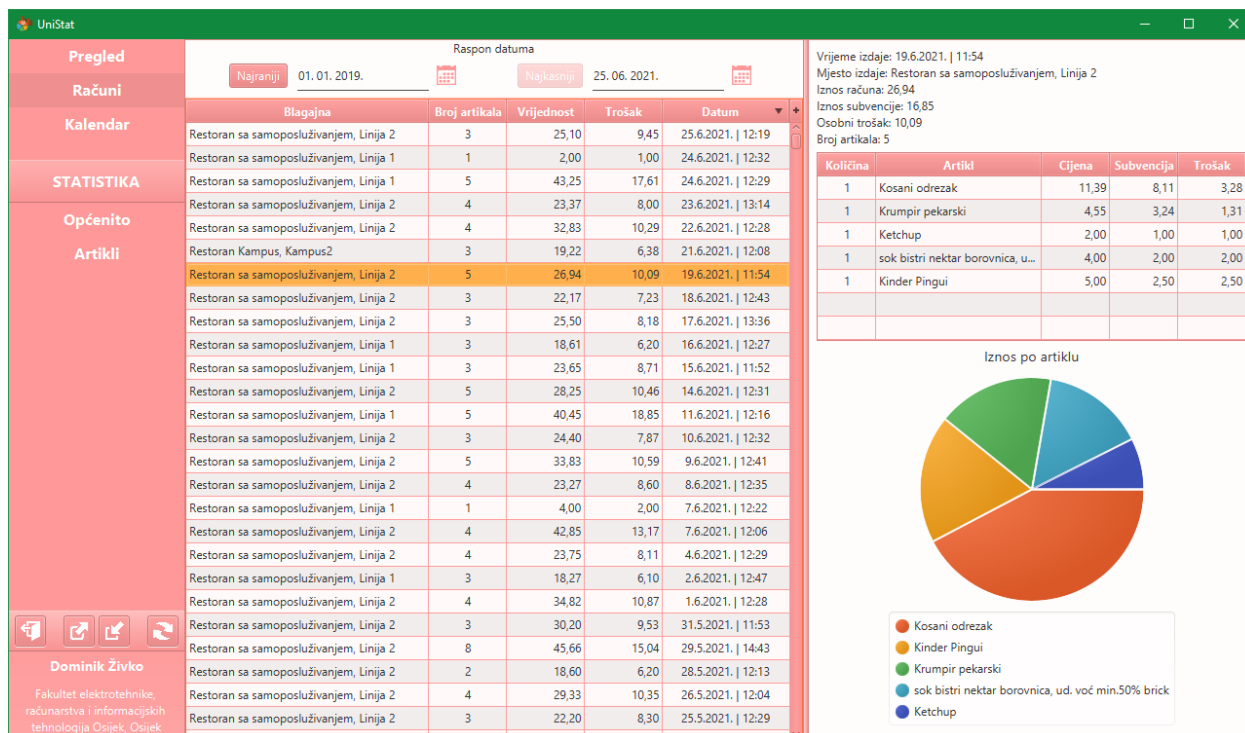 UniStat
Pregled
Računi
Kalendar
STATISTIKA
Općenito
Artikli
Dominik Živko
Fakultet elektrotehnike,
računarstva i informacijskih
tehnologija Osijek, Osijek
Raspon datuma
Najraniji 01. 01. 2019. Najkasniji 25. 06. 2021.
Blagajna Broj artikala Vrijednost Trošak Datum +
Restoran sa samoposluživanjem, Linija 2 3 25,10 9,45 25.6.2021. | 12:19
Restoran sa samoposluživanjem, Linija 1 1 2,00 1,00 24.6.2021. | 12:32
Restoran sa samoposluživanjem, Linija 1 5 43,25 17,61 24.6.2021. | 12:29
Restoran sa samoposluživanjem, Linija 2 4 23,37 8,00 23.6.2021. | 13:14
Restoran sa samoposluživanjem, Linija 2 4 32,83 10,29 22.6.2021. | 12:28
Restoran Kampus, Kampus2 3 19,22 6,38 21.6.2021. | 12:08
Restoran sa samoposluživanjem, Linija 2 5 26,94 10,09 19.6.2021. | 11:54
Restoran sa samoposluživanjem, Linija 2 3 22,17 7,23 18.6.2021. | 12:43
Restoran sa samoposluživanjem, Linija 2 3 25,50 8,18 17.6.2021. | 13:36
Restoran sa samoposluživanjem, Linija 1 3 18,61 6,20 16.6.2021. | 12:27
Restoran sa samoposluživanjem, Linija 1 3 23,65 8,71 15.6.2021. | 11:52
Restoran sa samoposluživanjem, Linija 2 5 28,25 10,46 14.6.2021. | 12:31
Restoran sa samoposluživanjem, Linija 1 5 40,45 18,85 11.6.2021. | 12:16
Restoran sa samoposluživanjem, Linija 2 3 24,40 7,87 10.6.2021. | 12:32
Restoran sa samoposluživanjem, Linija 2 5 33,83 10,59 9.6.2021. | 12:41
Restoran sa samoposluživanjem, Linija 2 4 23,27 8,60 8.6.2021. | 12:35
Restoran sa samoposluživanjem, Linija 1 1 4,00 2,00 7.6.2021. | 12:22
Restoran sa samoposluživanjem, Linija 2 4 42,85 13,17 7.6.2021. | 12:06
Restoran sa samoposluživanjem, Linija 2 4 23,75 8,11 4.6.2021. | 12:29
Restoran sa samoposluživanjem, Linija 1 3 18,27 6,10 2.6.2021. | 12:47
Restoran sa samoposluživanjem, Linija 2 4 34,82 10,87 1.6.2021. | 12:28
Restoran sa samoposluživanjem, Linija 2 3 30,20 9,53 31.5.2021. | 11:53
Restoran sa samoposluživanjem, Linija 2 8 45,66 15,04 29.5.2021. | 14:43
Restoran sa samoposluživanjem, Linija 2 2 18,60 6,20 28.5.2021. | 12:13
Restoran sa samoposluživanjem, Linija 2 4 29,33 10,35 26.5.2021. | 12:04
Restoran sa samoposluživanjem, Linija 2 3 22,20 8,30 25.5.2021. | 12:29
Vrijeme izdaje: 19.6.2021. | 11:54
Mjesto izdaje: Restoran sa samoposluživanjem, Linija 2
Iznos računa: 26,94
Iznos subvencije: 16,85
Osobni trošak: 10,09
Broj artikala: 5
Količina Artikl Cijena Subvencija Trošak
1 Kosani odrezak 11,39 8,11 3,28
1 Krumpir pekarski 4,55 3,24 1,31
1 Ketchup 2,00 1,00 1,00
1 sok bistri nektar borovnica, u... 4,00 2,00 2,00
1 Kinder Pingui 5,00 2,50 2,50
Iznos po artiklu
Kosani odrezak
Kinder Pingui
Krumpir pekarski
sok bistri nektar borovnica, ud. voć min.50% brick
Ketchup